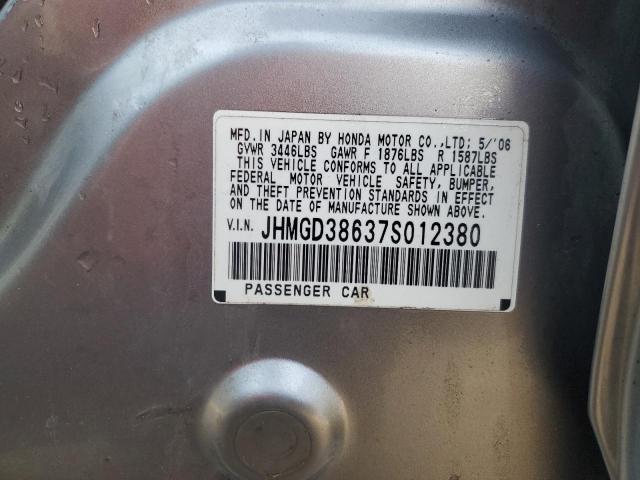 MFD. IN JAPAN BY HONDA MOTOR CO.,LTD; 5/'06
GVWR 3446LBS GAWR F 1876LBS R 1587LBS
THIS VEHICLE CONFORMS TO ALL APPLICABLE
FEDERAL MOTOR VEHICLE SAFETY, BUMPER,
AND THEFT PREVENTION STANDARDS IN EFFECT
ON THE DATE OF MANUFACTURE SHOWN ABOVE.
V.I.N. JHMGD38637S012380
PASSENGER CAR